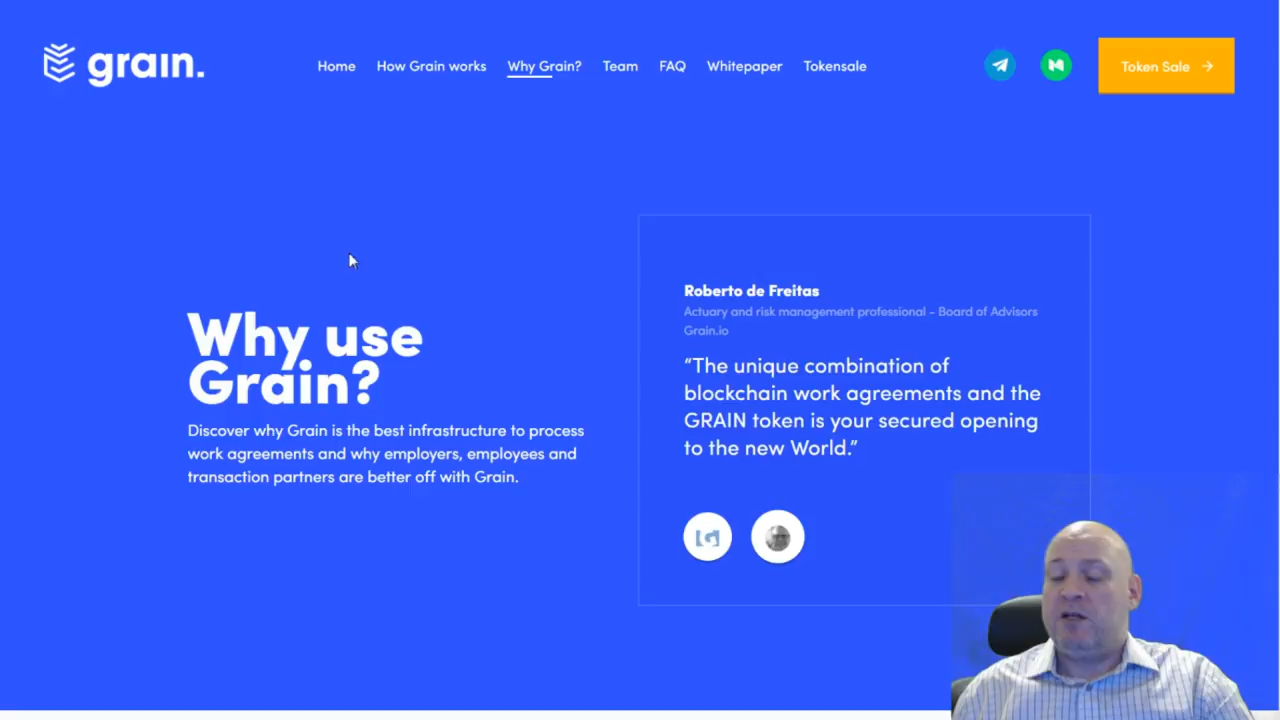 grain.
Home How Grain works Why Grain? Team FAQ Whitepaper Tokensale
Token Sale
Why use
Grain?
Discover why Grain is the best infrastructure to process
work agreements and why employers, employees and
transaction partners are better off with Grain.
Roberto de Freitas
Actuary and risk management professional - Board of Advisors
Grain.io
“The unique combination of
blockchain work agreements and the
GRAIN token is your secured opening
to the new World.”